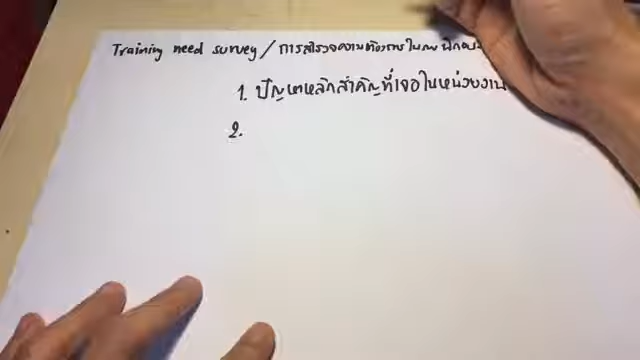 Training need survey / การสำรวจความต้องการในการ
1. ปัญหาหลักสำคัญที่เจอในหน่วยงาน
2.